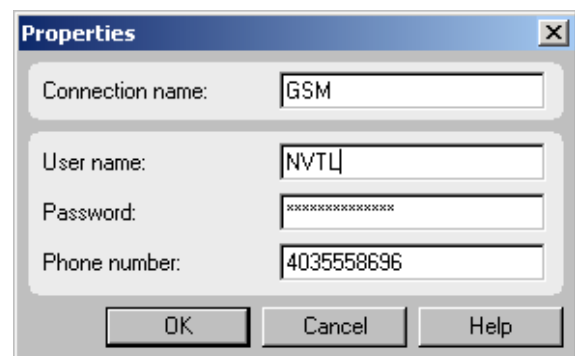 Properties
Connection name: GSM
User name: NVTL
Password: **************
Phone number: 4035558696
OK Cancel Help